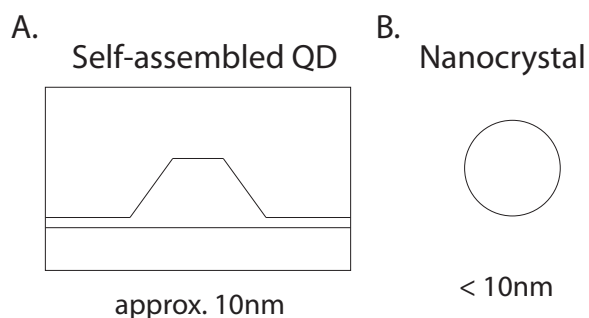 A.
Self-assembled QD
approx. 10nm
B.
Nanocrystal
< 10nm